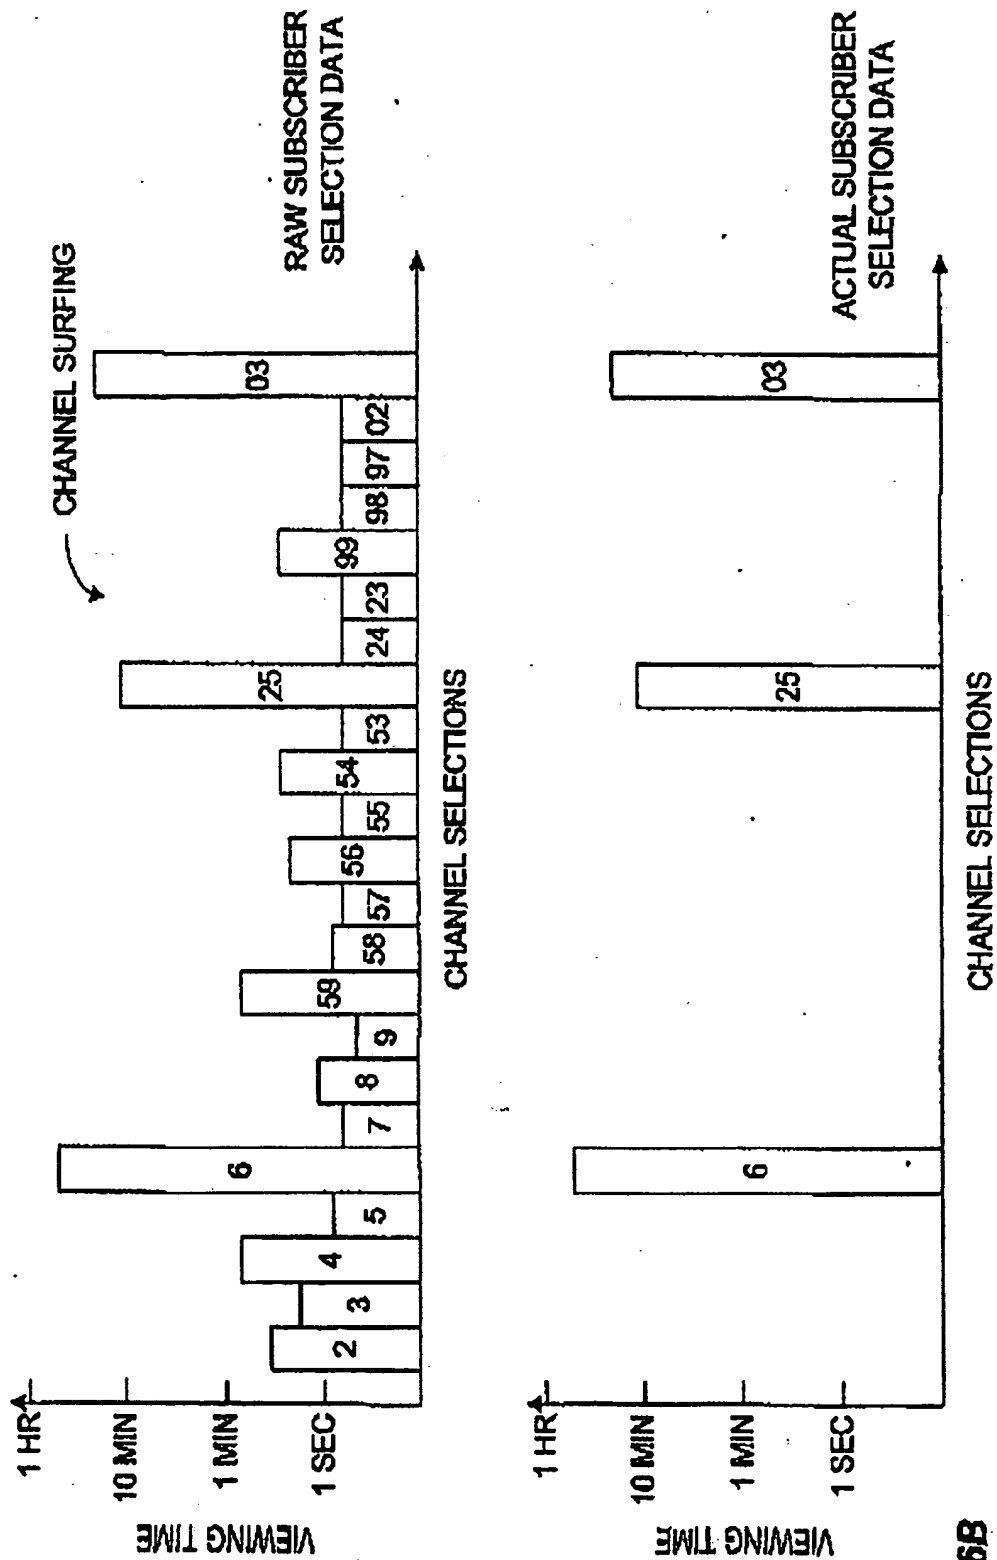 VIEWING TIME
1 HR
10 MIN
1 MIN
1 SEC
CHANNEL SURFING
2 3 4 5 6 7 8 9 59 58 57 56 55 54 53 25 24 23 99 98 97 02 03
CHANNEL SELECTIONS
RAW SUBSCRIBER
SELECTION DATA
VIEWING TIME
1 HR
10 MIN
1 MIN
1 SEC
6 25 03
CHANNEL SELECTIONS
ACTUAL SUBSCRIBER
SELECTION DATA
6B